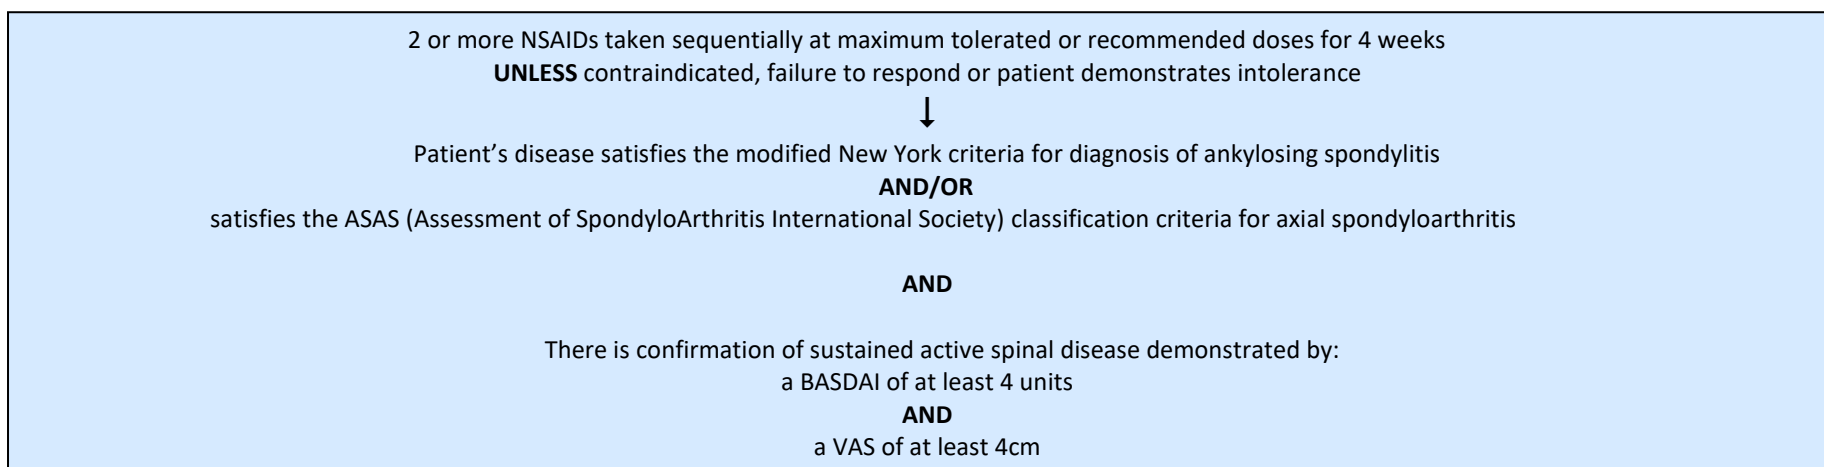 2 or more NSAIDs taken sequentially at maximum tolerated or recommended doses for 4 weeks
UNLESS contraindicated, failure to respond or patient demonstrates intolerance
Patient’s disease satisfies the modified New York criteria for diagnosis of ankylosing spondylitis
AND/OR
satisfies the ASAS (Assessment of SpondyloArthritis International Society) classification criteria for axial spondyloarthritis
AND
There is confirmation of sustained active spinal disease demonstrated by:
a BASDAI of at least 4 units
AND
a VAS of at least 4cm